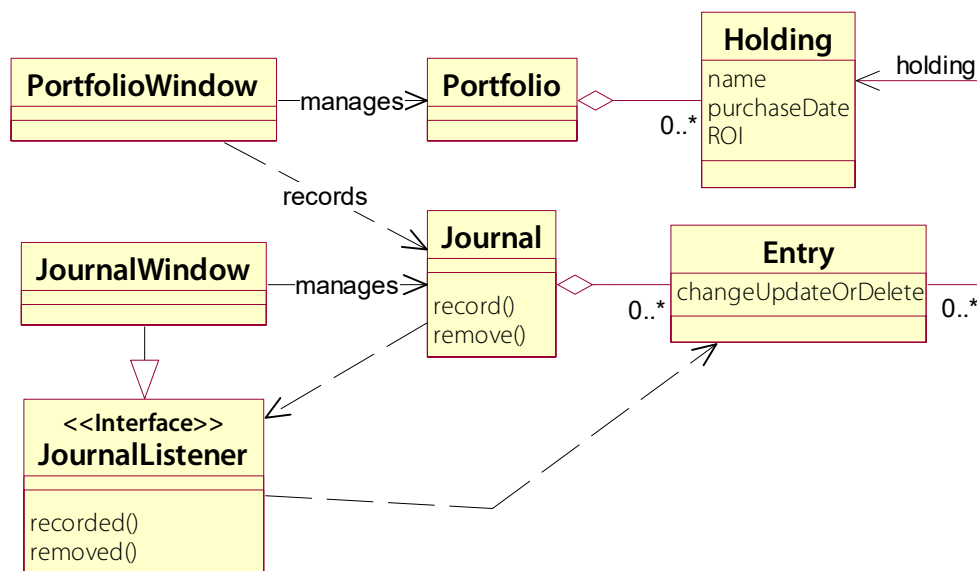 PortfolioWindow
manages
Portfolio
0..*
Holding
name
purchaseDate
ROI
holding
records
JournalWindow
manages
Journal
record()
remove()
0..*
Entry
changeUpdateOrDelete
0..*
<<Interface>>
JournalListener
recorded()
removed()